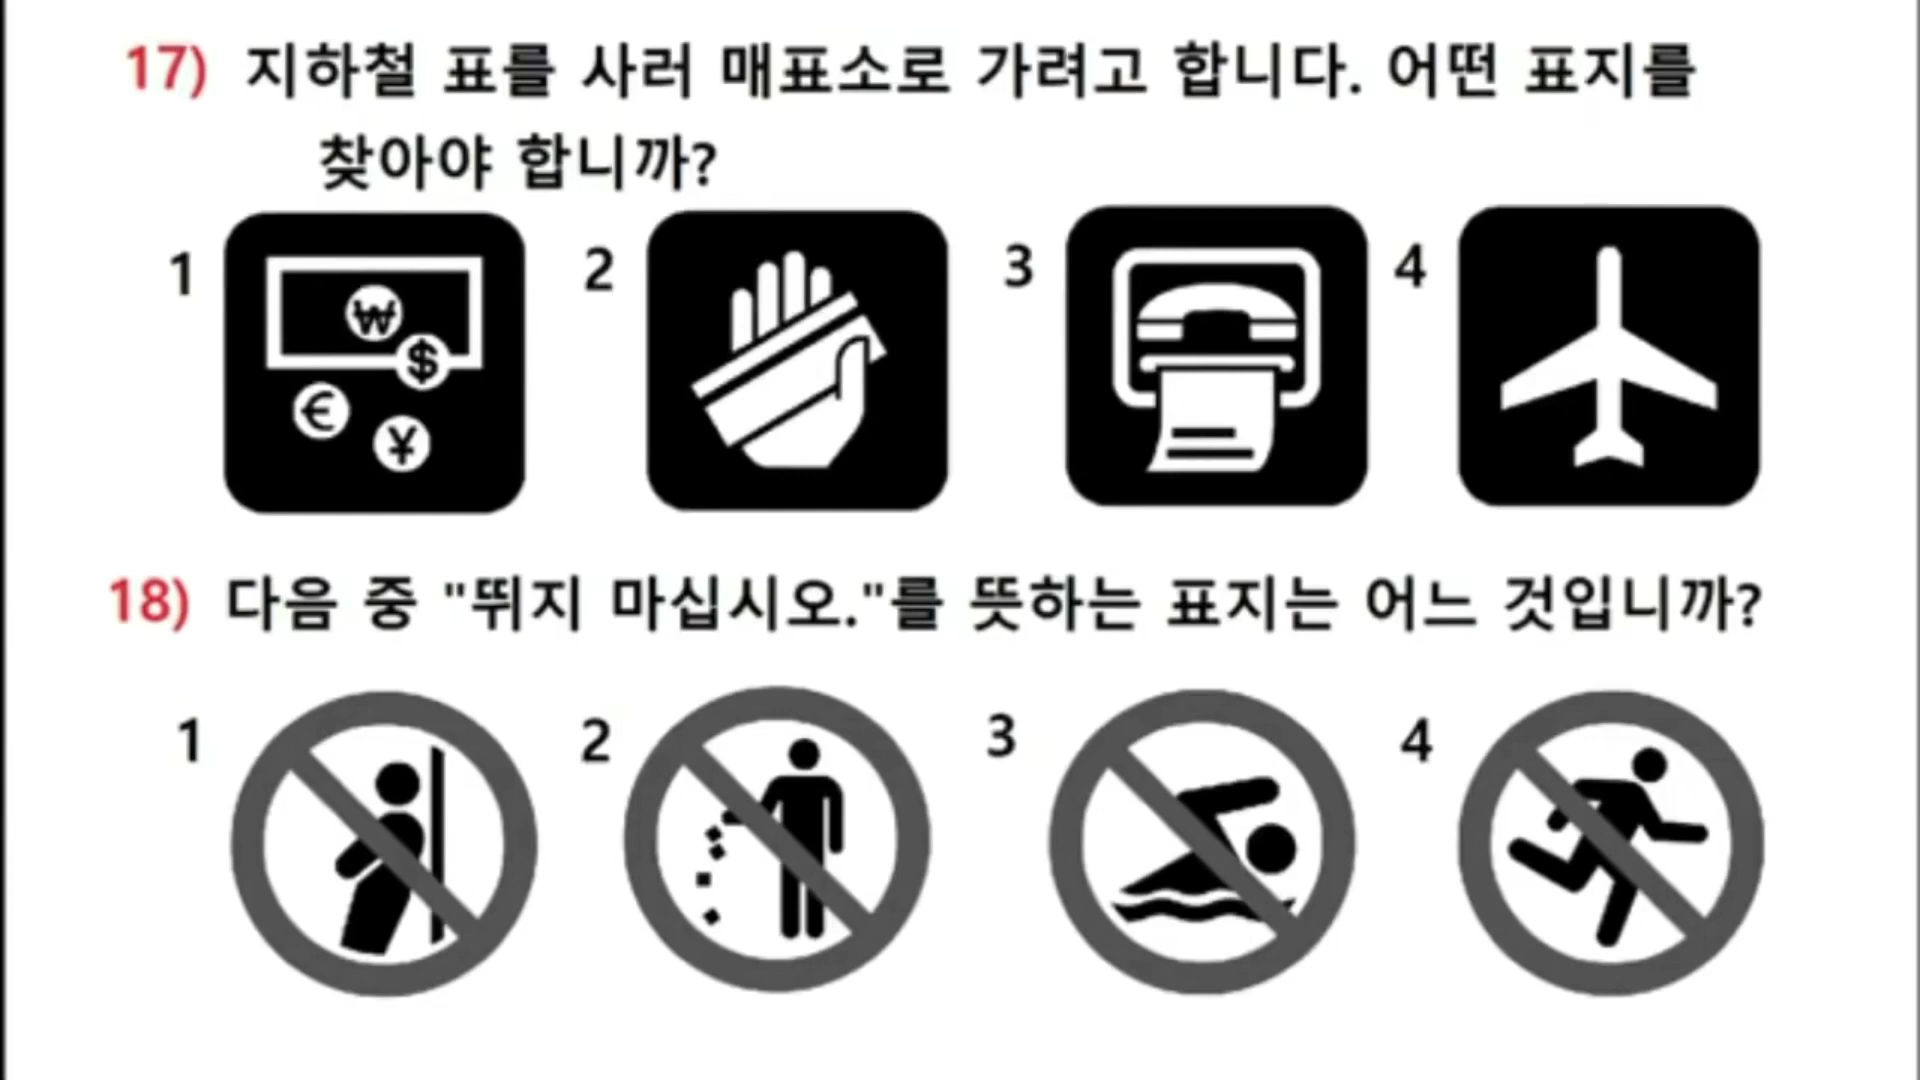 17) 지하철 표를 사러 매표소로 가려고 합니다. 어떤 표지를
찾아야 합니까?
1 2 3 4
₩
$
€
¥
18) 다음 중 "뛰지 마십시오."를 뜻하는 표지는 어느 것입니까?
1 2 3 4